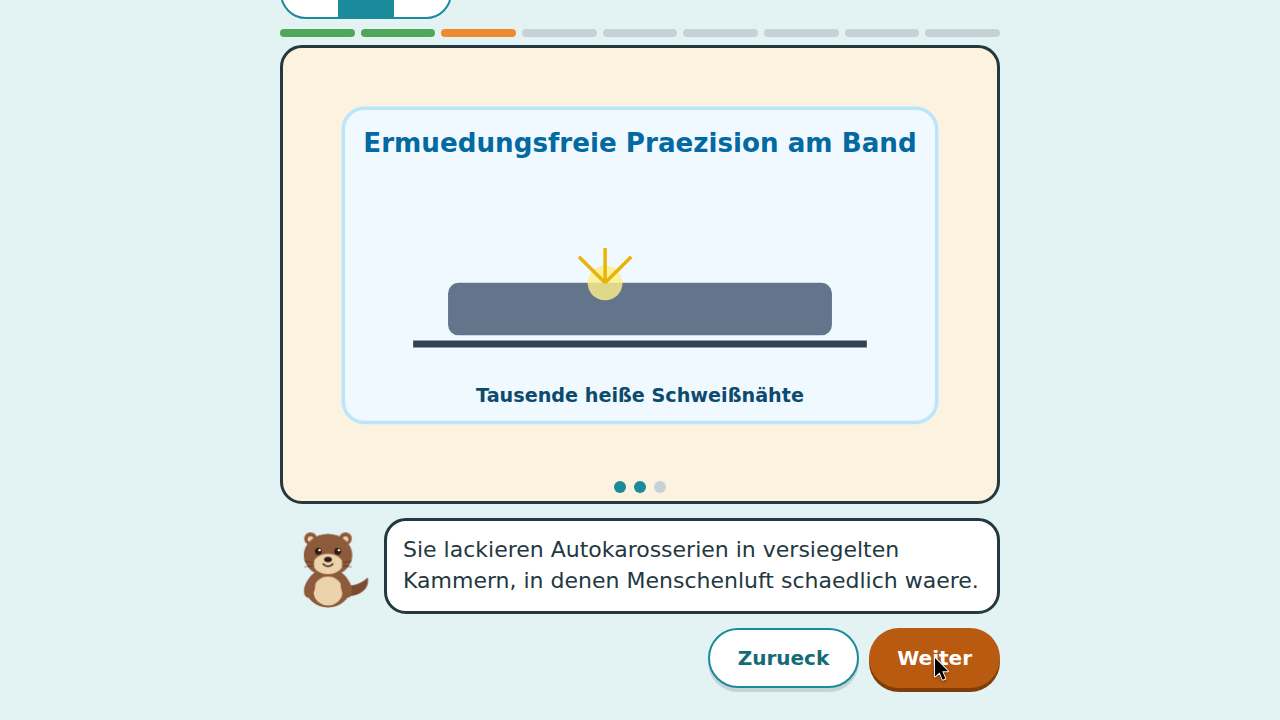 Ermuedungsfreie Praezision am Band
Tausende heiße Schweißnähte
Sie lackieren Autokarosserien in versiegelten
Kammern, in denen Menschenluft schaedlich waere.
Zurueck
Weiter